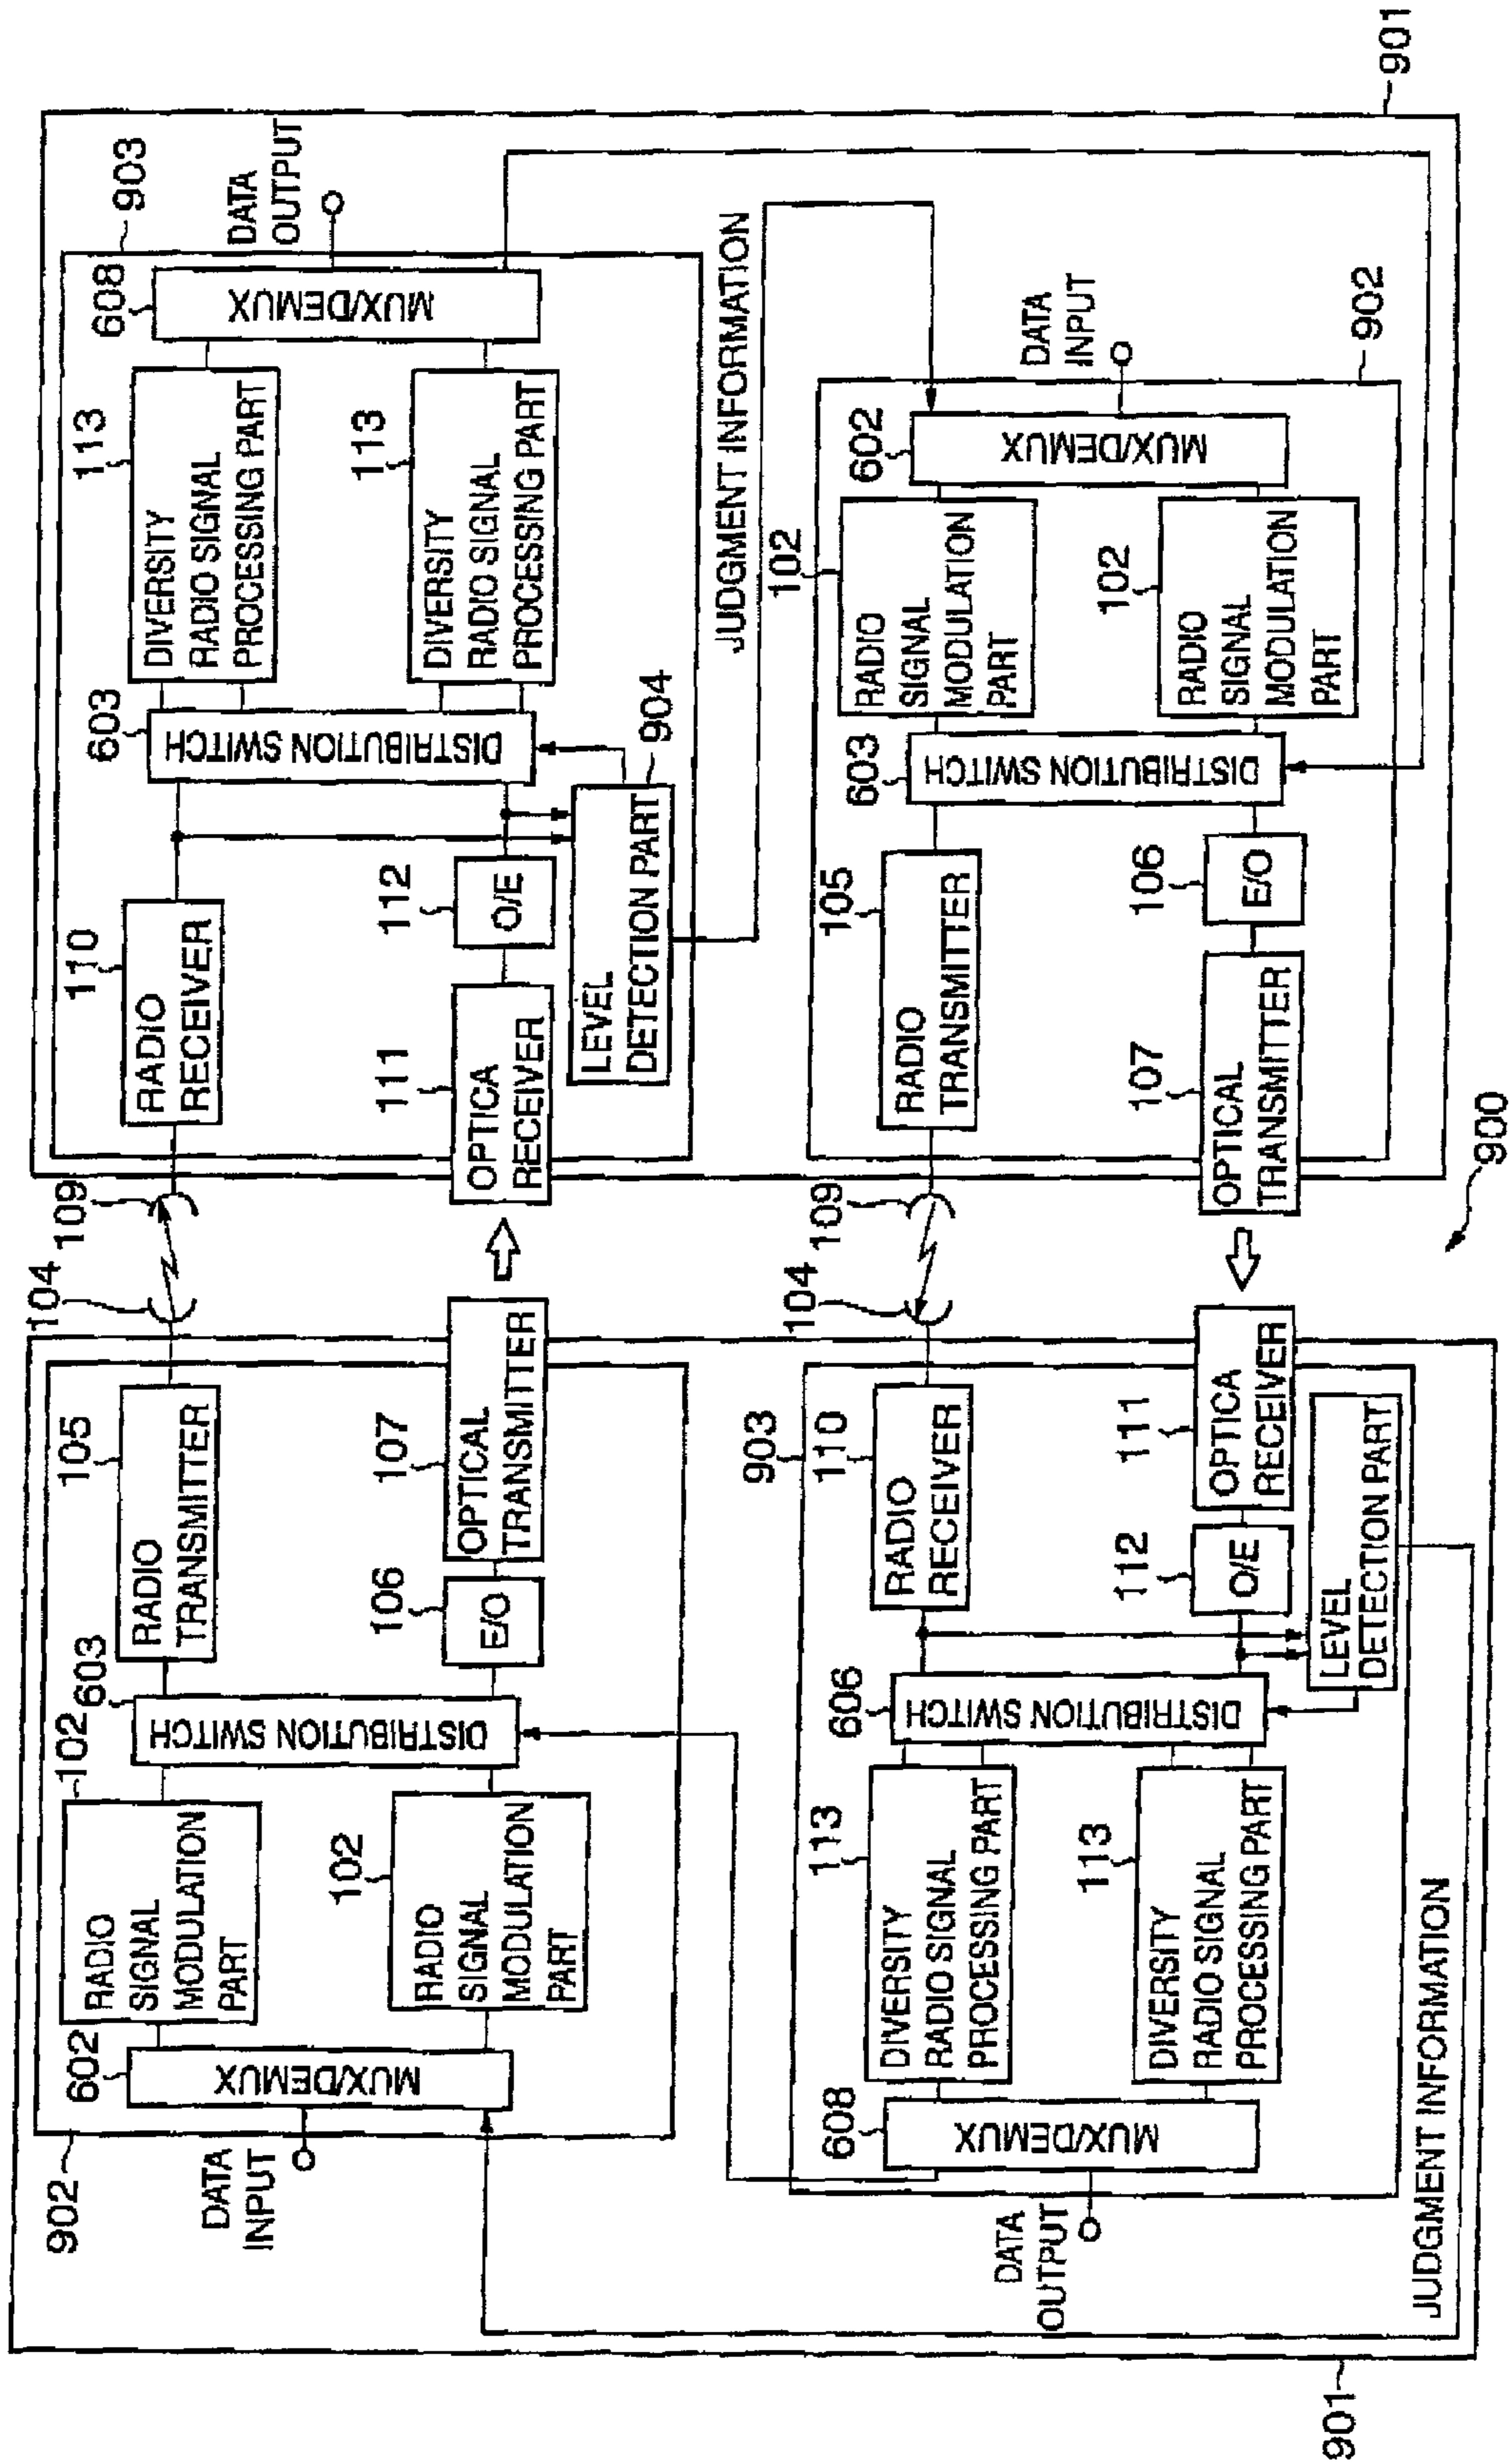 902
DATA
INPUT
602
MUX/DEMUX
102
RADIO
SIGNAL
MODULATION
PART
102
RADIO
SIGNAL
MODULATION
PART
603
DISTRIBUTION SWITCH
105
RADIO
TRANSMITTER
106
E/O
107
OPTICAL
TRANSMITTER
104
109
110
RADIO
RECEIVER
111
OPTICA
RECEIVER
112
O/E
LEVEL
DETECTION PART
904
603
DISTRIBUTION SWITCH
113
DIVERSITY
RADIO SIGNAL
PROCESSING PART
113
DIVERSITY
RADIO SIGNAL
PROCESSING PART
608
MUX/DEMUX
903
DATA
OUTPUT
JUDGMENT INFORMATION
901
DATA
OUTPUT
608
MUX/DEMUX
113
DIVERSITY
RADIO SIGNAL
PROCESSING PART
113
DIVERSITY
RADIO SIGNAL
PROCESSING PART
606
DISTRIBUTION SWITCH
903
110
RADIO
RECEIVER
112
O/E
111
OPTICA
RECEIVER
LEVEL
DETECTION PART
JUDGMENT INFORMATION
901
104
109
105
RADIO
TRANSMITTER
107
OPTICAL
TRANSMITTER
106
E/O
603
DISTRIBUTION SWITCH
102
RADIO
SIGNAL
MODULATION
PART
102
RADIO
SIGNAL
MODULATION
PART
602
MUX/DEMUX
DATA
INPUT
902
900